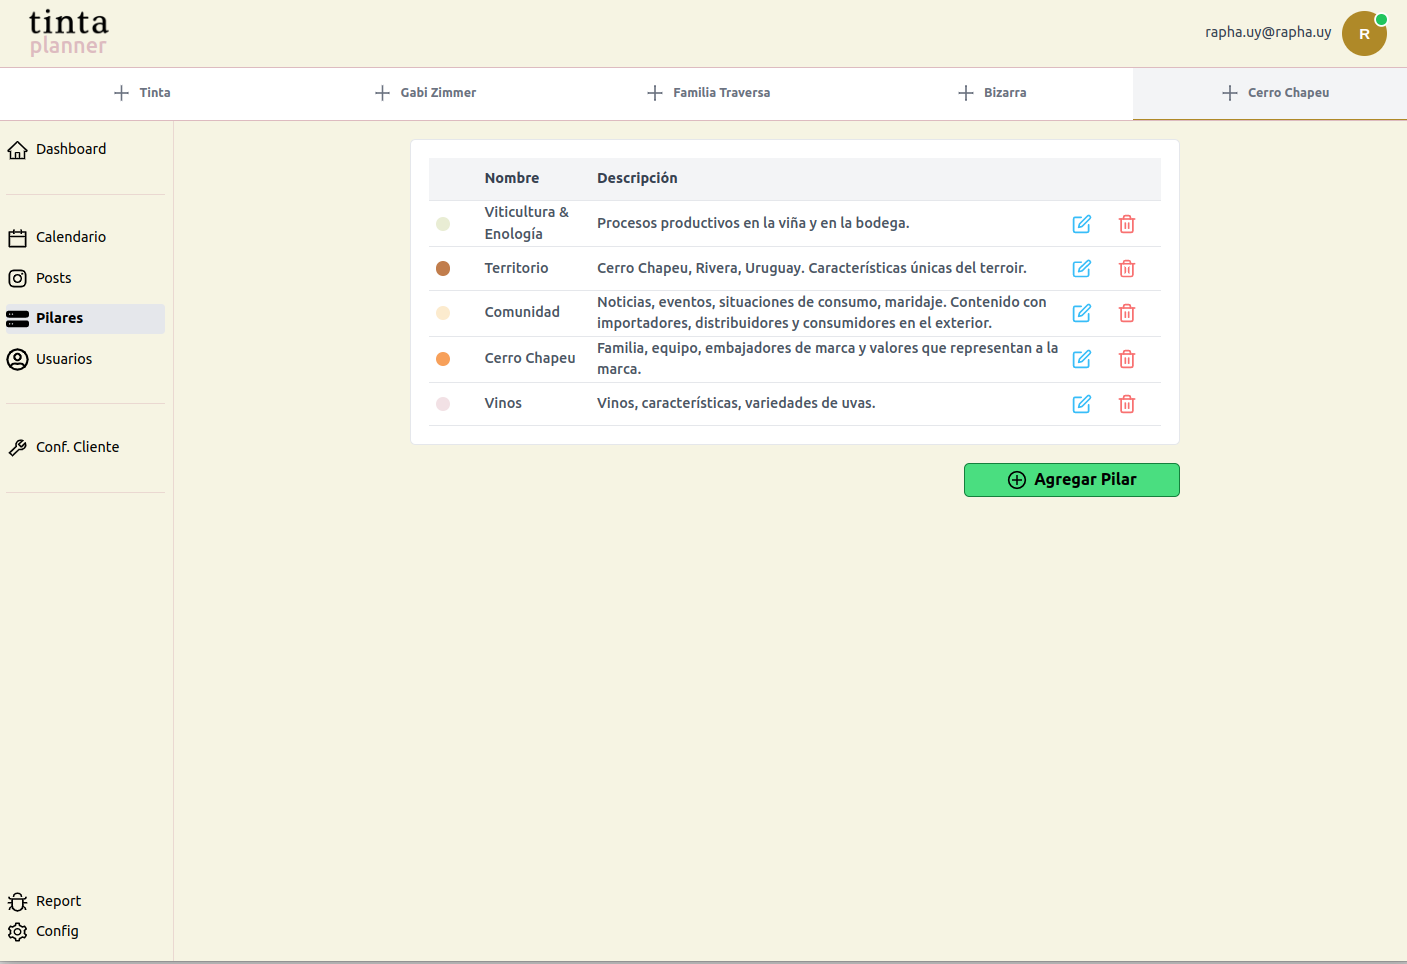 tinta
planner
rapha.uy@rapha.uy
R
Tinta
Gabi Zimmer
Familia Traversa
Bizarra
Cerro Chapeu
Dashboard
Calendario
Posts
Pilares
Usuarios
Conf. Cliente
Report
Config
Nombre
Descripción
Viticultura &
Enología
Procesos productivos en la viña y en la bodega.
Territorio
Cerro Chapeu, Rivera, Uruguay. Características únicas del terroir.
Comunidad
Noticias, eventos, situaciones de consumo, maridaje. Contenido con
importadores, distribuidores y consumidores en el exterior.
Cerro Chapeu
Familia, equipo, embajadores de marca y valores que representan a la
marca.
Vinos
Vinos, características, variedades de uvas.
Agregar Pilar